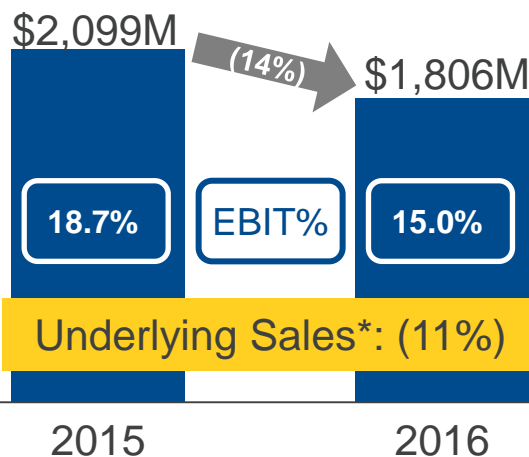 $2,099M
(14%)
$1,806M
18.7%
EBIT%
15.0%
Underlying Sales*: (11%)
2015
2016